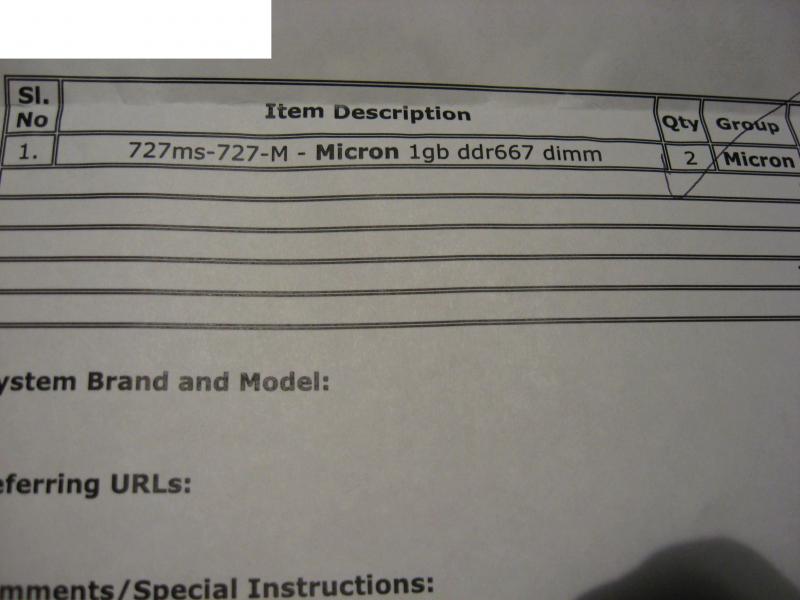 Sl. No Item Description Qty Group
1. 727ms-727-M - Micron 1gb ddr667 dimm 2 Micron
ystem Brand and Model:
eferring URLs:
mments/Special Instructions: